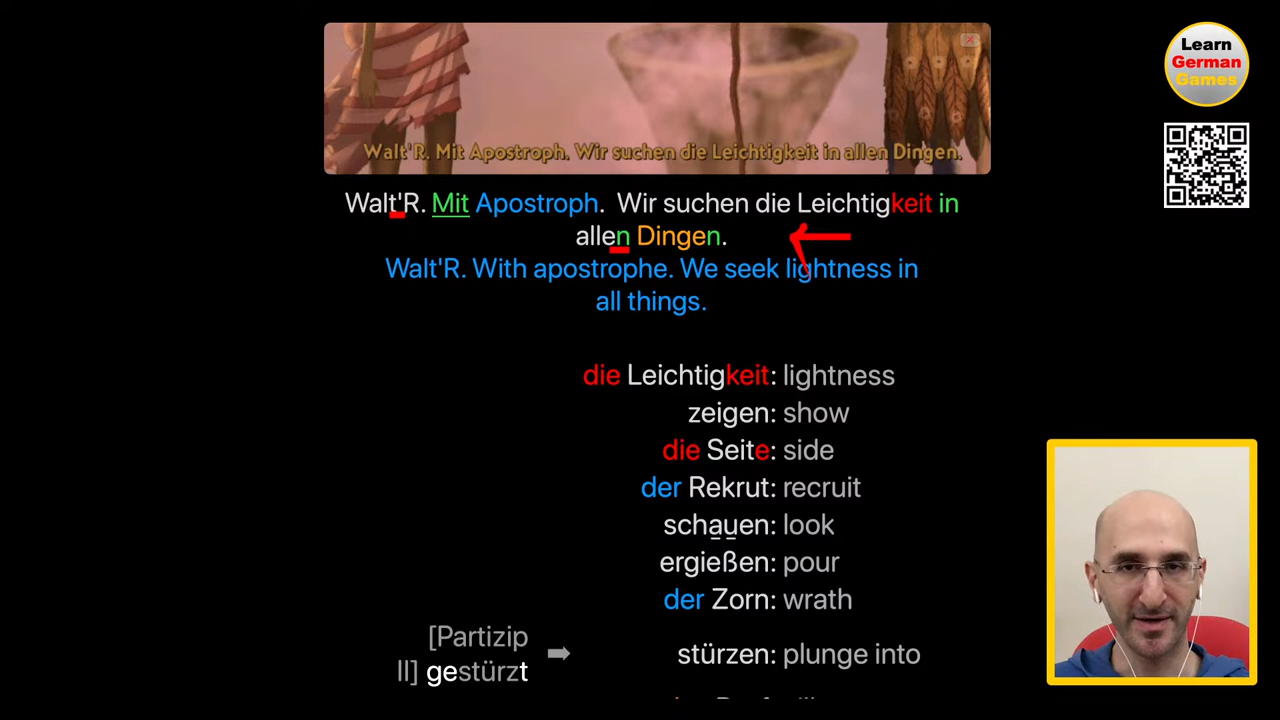 Learn
German
Games
Walt'R. Mit Apostroph. Wir suchen die Leichtigkeit in allen Dingen.
Walt'R. Mit Apostroph. Wir suchen die Leichtigkeit in
allen Dingen.
Walt'R. With apostrophe. We seek lightness in
all things.
die Leichtigkeit: lightness
zeigen: show
die Seite: side
der Rekrut: recruit
schauen: look
ergießen: pour
der Zorn: wrath
[Partizip
II] gestürzt ➡ stürzen: plunge into